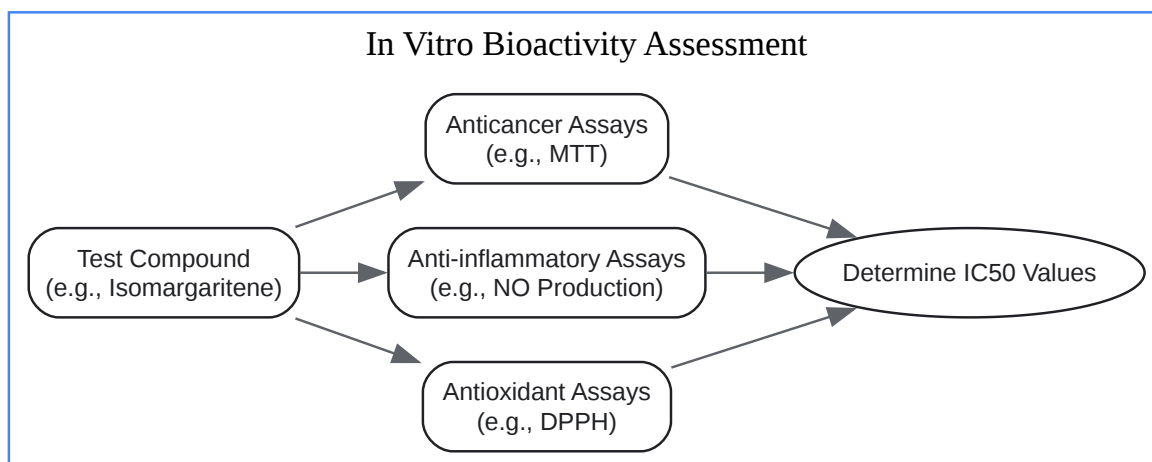 In Vitro Bioactivity Assessment
Anticancer Assays
(e.g., MTT)
Test Compound
(e.g., Isomargaritene)
Anti-inflammatory Assays
(e.g., NO Production)
Determine IC50 Values
Antioxidant Assays
(e.g., DPPH)